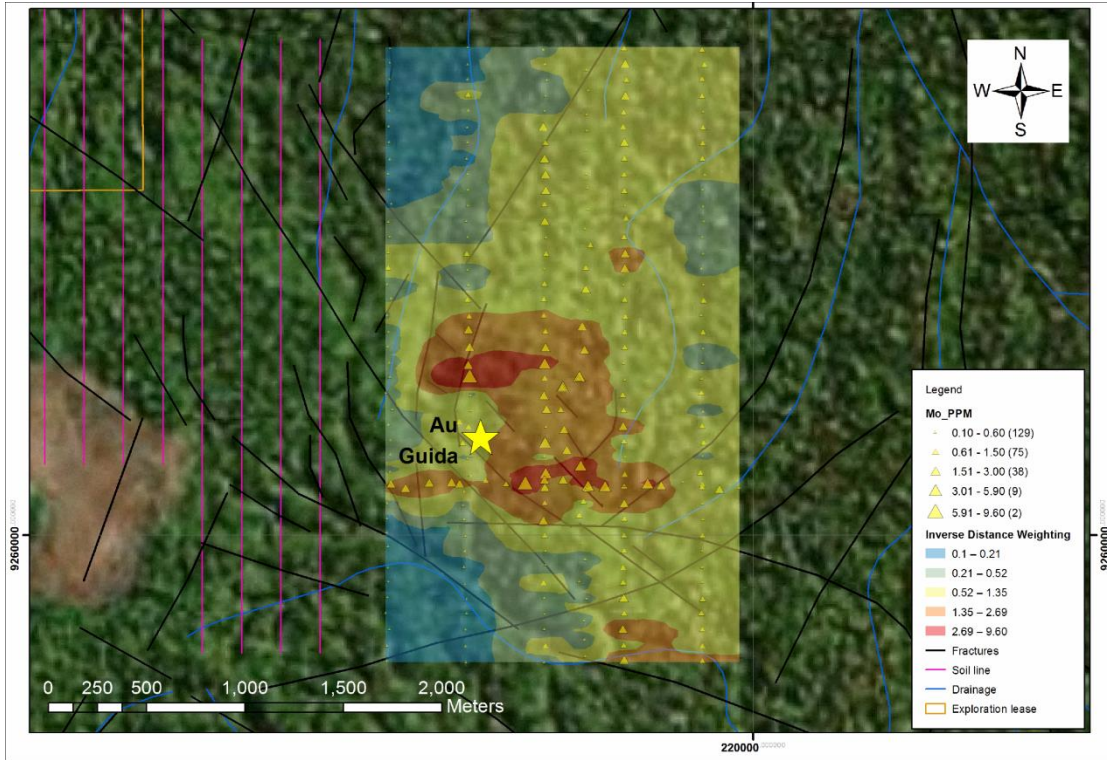 N
W E
S
Au
Guida
Legend
Mo_PPM
0.10 - 0.60 (129)
0.61 - 1.50 (75)
1.51 - 3.00 (38)
3.01 - 5.90 (9)
5.91 - 9.60 (2)
Inverse Distance Weighting
0.1 – 0.21
0.21 – 0.52
0.52 - 1.35
1.35 - 2.69
2.69 - 9.60
Fractures
Soil line
Drainage
Exploration lease
9260000.000000
9260000.000000
0 250 500 1,000 1,500 2,000
Meters
220000.000000